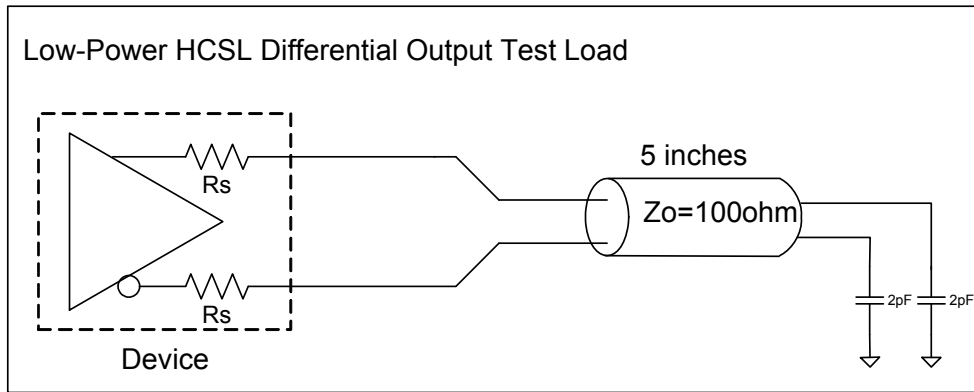 Low-Power HCSL Differential Output Test Load
Rs
Rs
Device
5 inches
Zo=100ohm
2pF
2pF